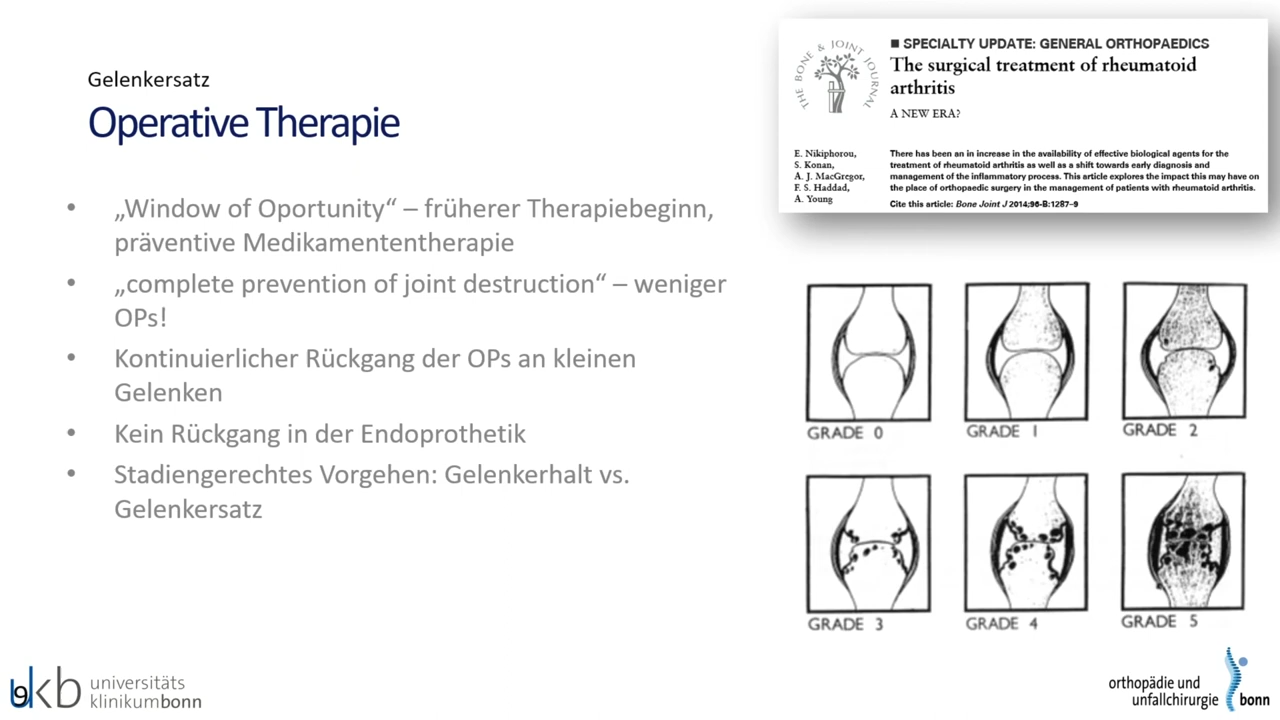 Gelenkersatz
Operative Therapie
• „Window of Oportunity“ – früherer Therapiebeginn,
präventive Medikamententherapie
• „complete prevention of joint destruction“ – weniger
OPs!
• Kontinuierlicher Rückgang der OPs an kleinen
Gelenken
• Kein Rückgang in der Endoprothetik
• Stadiengerechtes Vorgehen: Gelenkerhalt vs.
Gelenkersatz
THE BONE & JOINT JOURNAL
■ SPECIALTY UPDATE: GENERAL ORTHOPAEDICS
The surgical treatment of rheumatoid
arthritis
A NEW ERA?
E. Nikiphorou,
S. Konan,
A. J. MacGregor,
F. S. Haddad,
A. Young
There has been an in increase in the availability of effective biological agents for the
treatment of rheumatoid arthritis as well as a shift towards early diagnosis and
management of the inflammatory process. This article explores the impact this may have on
the place of orthopaedic surgery in the management of patients with rheumatoid arthritis.
Cite this article: Bone Joint J 2014;96-B:1287–9
GRADE 0
GRADE 1
GRADE 2
GRADE 3
GRADE 4
GRADE 5
9
ukb universitäts
klinikumbonn
orthopädie und
unfallchirurgie bonn